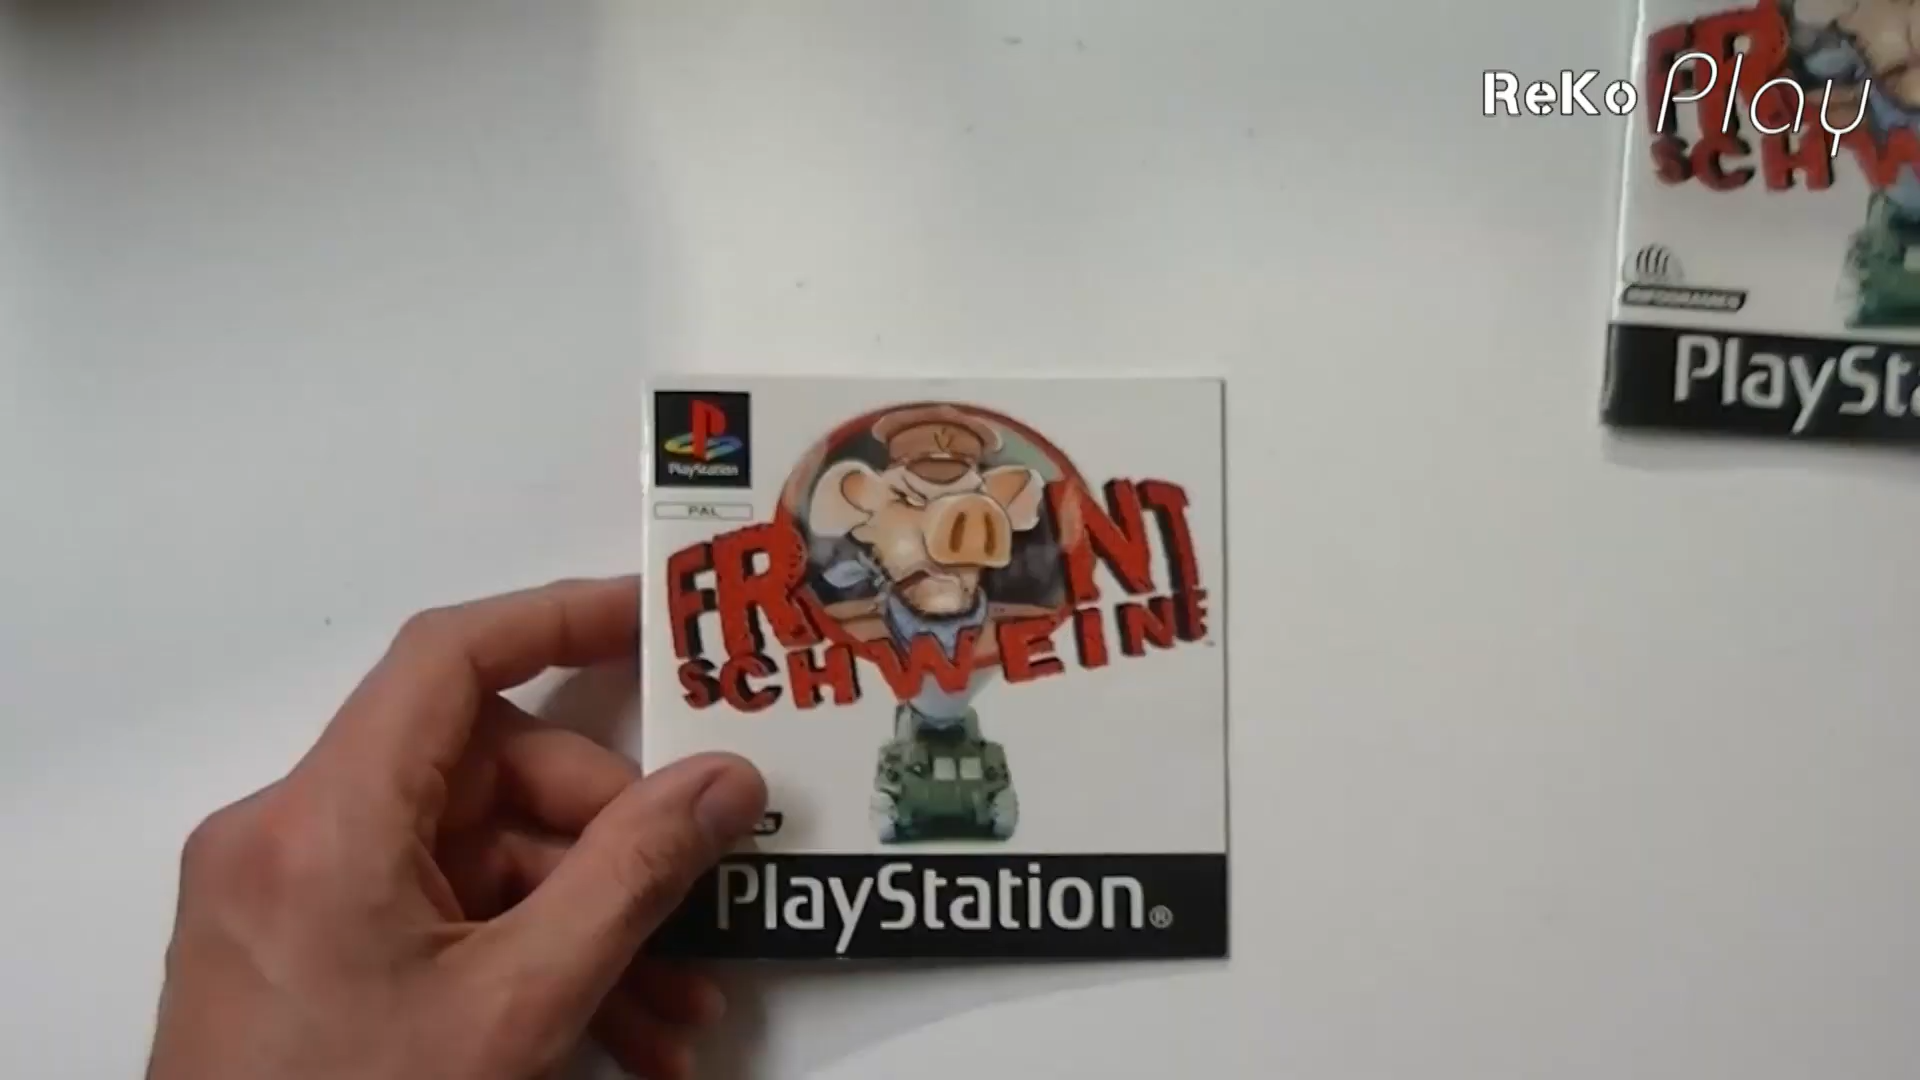 ReKo Play
FR
SCHW
INFOGRAMES
PlaySta
PlayStation
PAL
FRONT
SCHWEINE
PlayStation®